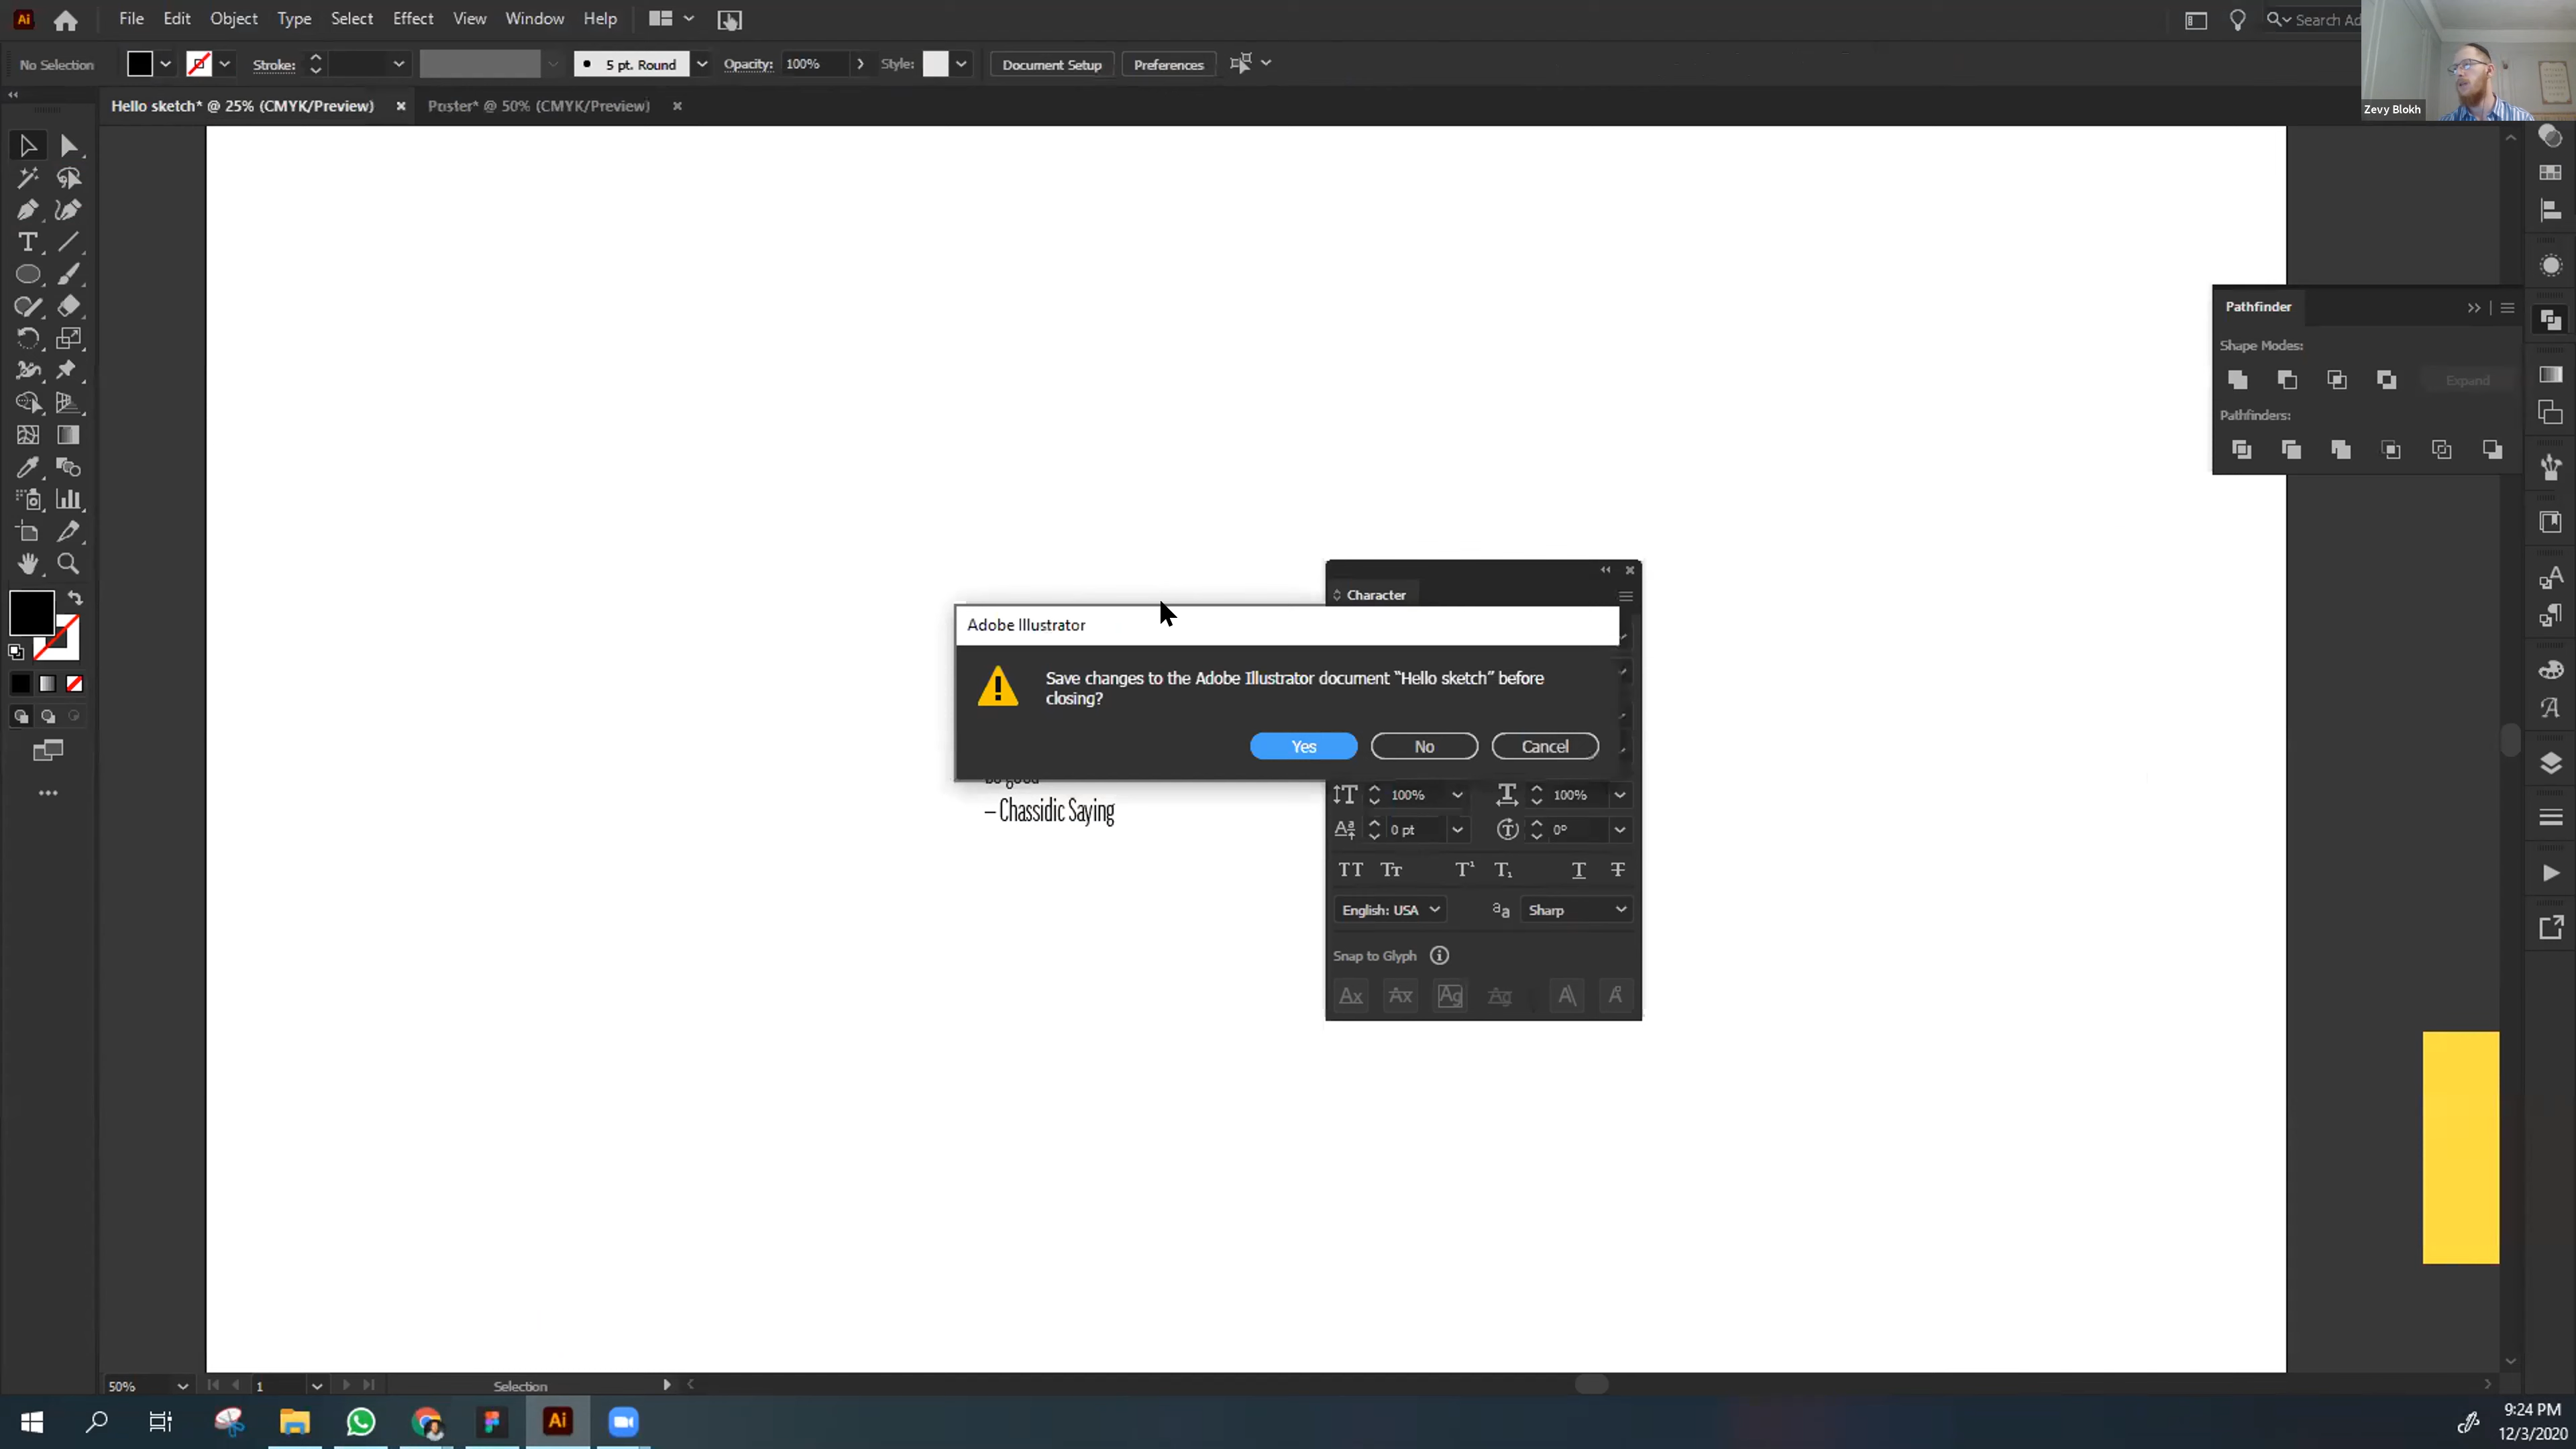 Ai File Edit Object Type Select Effect View Window Help
No Selection Stroke: 5 pt. Round Opacity: 100% Style: Document Setup Preferences
Zevy Blokh
Hello sketch* @ 25% (CMYK/Preview) Poster* @ 50% (CMYK/Preview)
Pathfinder
Shape Modes:
Expand
Pathfinders:
Character
Adobe Illustrator
Save changes to the Adobe Illustrator document “Hello sketch” before
closing?
Yes No Cancel
be good
– Chassidic Saying
100% 100%
0 pt 0°
English: USA Sharp
Snap to Glyph
50% 1 Selection
Ai
9:24 PM
12/3/2020